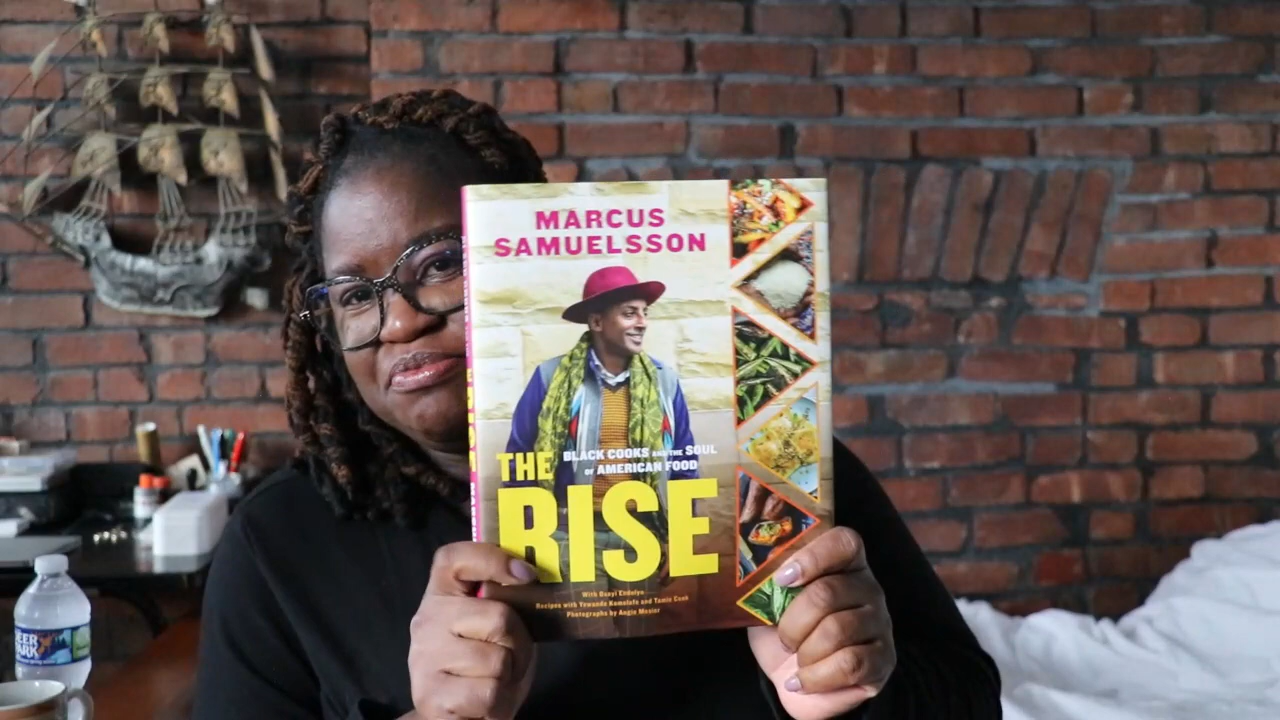 MARCUS
SAMUELSSON
THE BLACK COOKS AND THE SOUL
OF AMERICAN FOOD
RISE
With Osayi Endolyn
Recipes with Yewande Komolafe and Tamie Cook
Photographs by Angie Mosier
DEER
PARK